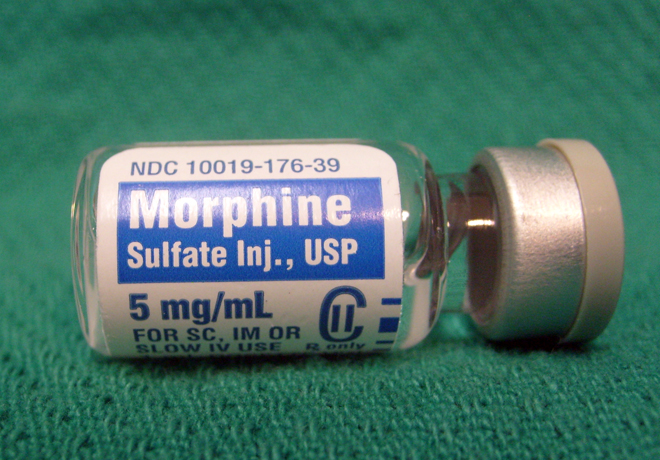 NDC 10019-176-39
Morphine
Sulfate Inj., USP
5 mg/mL
CII
FOR SC, IM OR
SLOW IV USE
Rx only